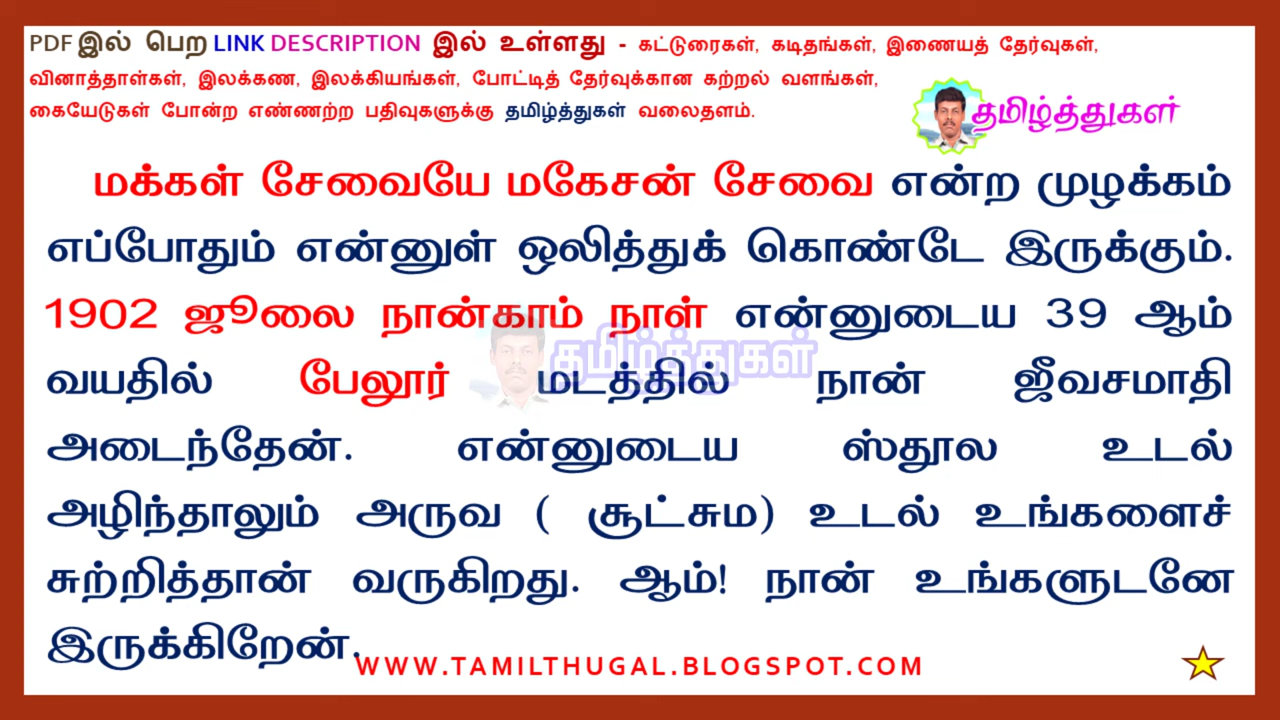 PDF இல் பெற LINK DESCRIPTION இல் உள்ளது - கட்டுரைகள், கடிதங்கள், இணையத் தேர்வுகள்,
வினாத்தாள்கள், இலக்கண, இலக்கியங்கள், போட்டித் தேர்வுக்கான கற்றல் வளங்கள்,
கையேடுகள் போன்ற எண்ணற்ற பதிவுகளுக்கு தமிழ்த்துகள் வலைதளம்.
தமிழ்த்துகள்
மக்கள் சேவையே மகேசன் சேவை என்ற முழக்கம்
எப்போதும் என்னுள் ஒலித்துக் கொண்டே இருக்கும்.
1902 ஜூலை நான்காம் நாள் என்னுடைய 39 ஆம்
வயதில் பேலூர் மடத்தில் நான் ஜீவசமாதி
தமிழ்த்துகள்
அடைந்தேன். என்னுடைய ஸ்தூல உடல்
அழிந்தாலும் அருவ ( சூட்சும) உடல் உங்களைச்
சுற்றித்தான் வருகிறது. ஆம்! நான் உங்களுடனே
இருக்கிறேன்.
WWW.TAMILTHUGAL.BLOGSPOT.COM